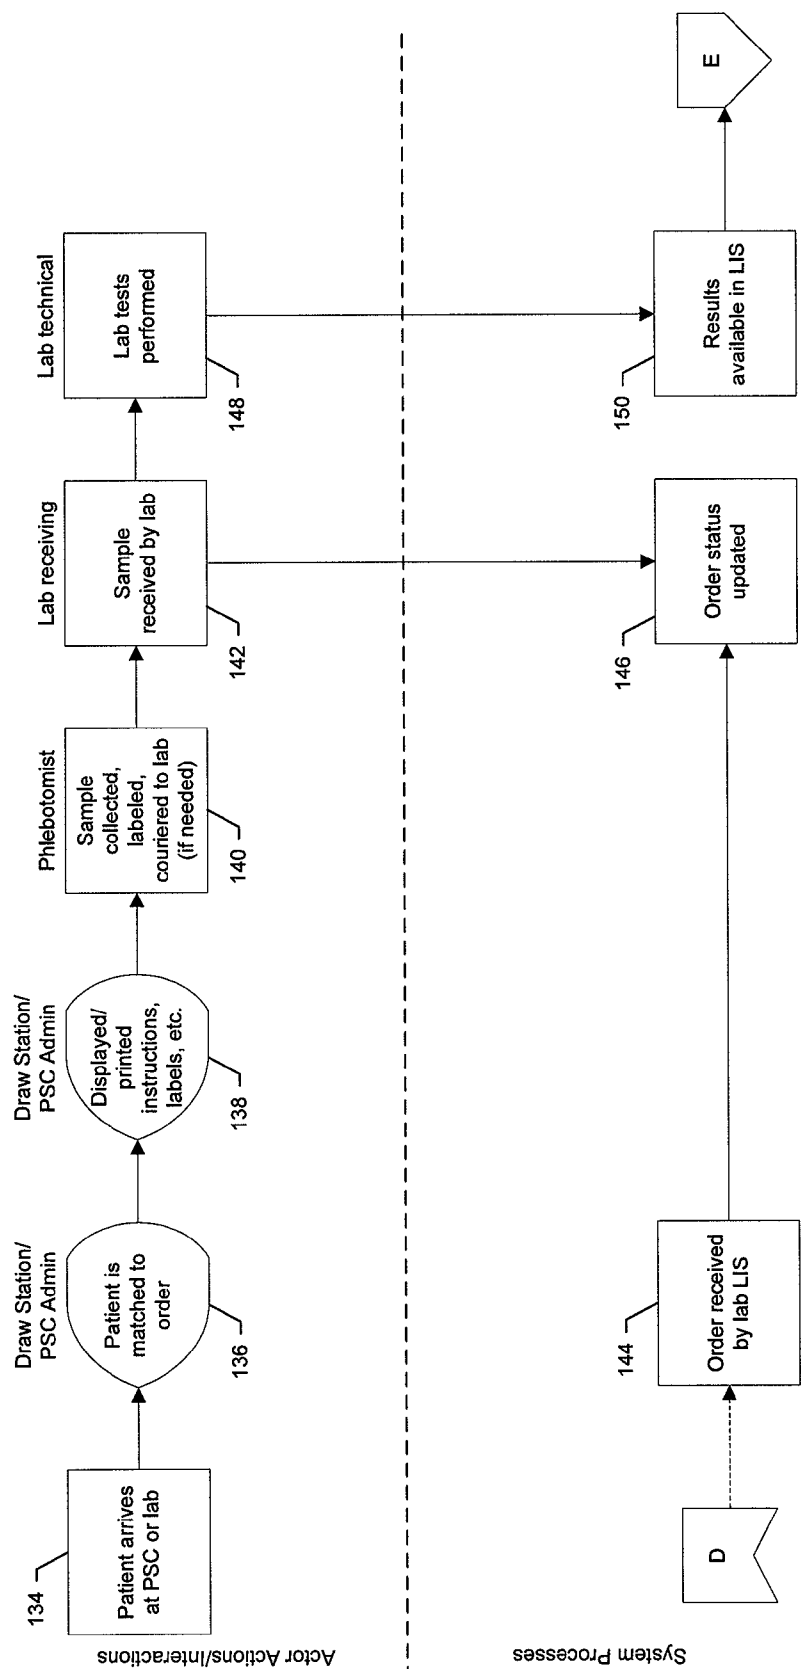 Actor Actions/Interactions
134
Patient arrives
at PSC or lab
Draw Station/
PSC Admin
Patient is
matched to
order
136
Draw Station/
PSC Admin
Displayed/
printed
instructions,
labels, etc.
138
Phlebotomist
Sample
collected,
labeled,
couriered to lab
(if needed)
140
Lab receiving
Sample
received by lab
142
Lab technical
Lab tests
performed
148
System Processes
D
144
Order received
by lab LIS
146
Order status
updated
150
Results
available in LIS
E